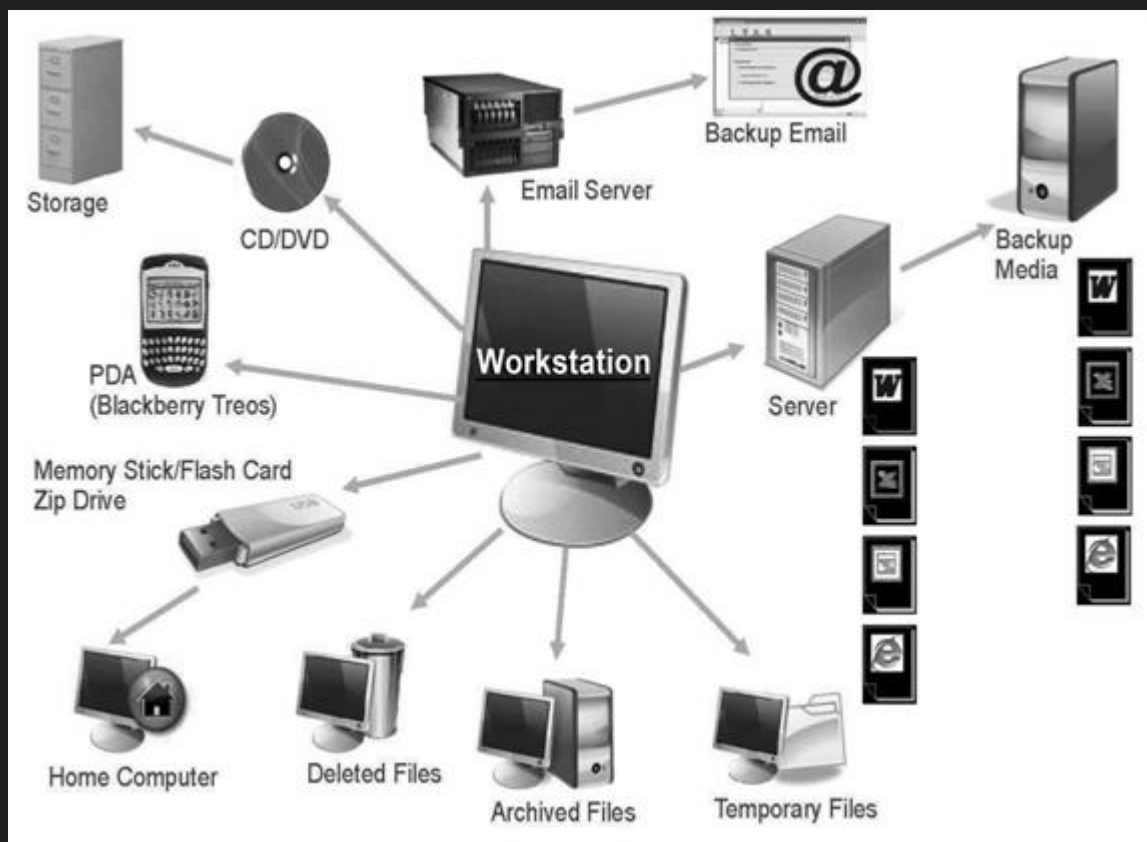 Storage
CD/DVD
Email Server
@
Backup Email
Backup
Media
PDA
(Blackberry Treos)
Workstation
Server
W
W
Memory Stick/Flash Card
Zip Drive
USB
e
e
Home Computer
Deleted Files
Archived Files
Temporary Files